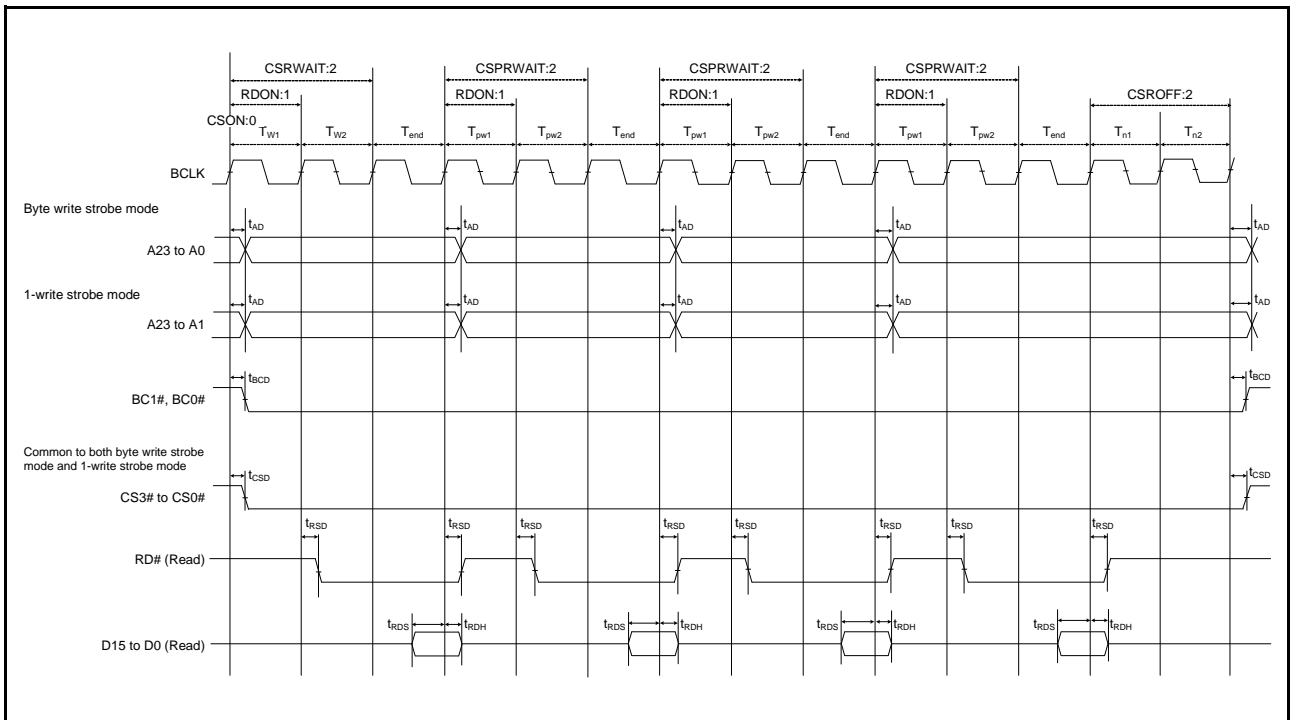 CSRWAIT:2 CSPRWAIT:2 CSPRWAIT:2 CSPRWAIT:2
RDON:1 RDON:1 RDON:1 RDON:1 CSROFF:2
CSON:0
TW1 TW2 Tend Tpw1 Tpw2 Tend Tpw1 Tpw2 Tend Tpw1 Tpw2 Tend Tn1 Tn2
BCLK
Byte write strobe mode
tAD tAD tAD tAD tAD
A23 to A0
1-write strobe mode
tAD tAD tAD tAD tAD
A23 to A1
tBCD tBCD
BC1#, BC0#
Common to both byte write strobe
mode and 1-write strobe mode
tCSD tCSD
CS3# to CS0#
tRSD tRSD tRSD tRSD tRSD tRSD tRSD tRSD
RD# (Read)
tRDS tRDH tRDS tRDH tRDS tRDH tRDS tRDH
D15 to D0 (Read)